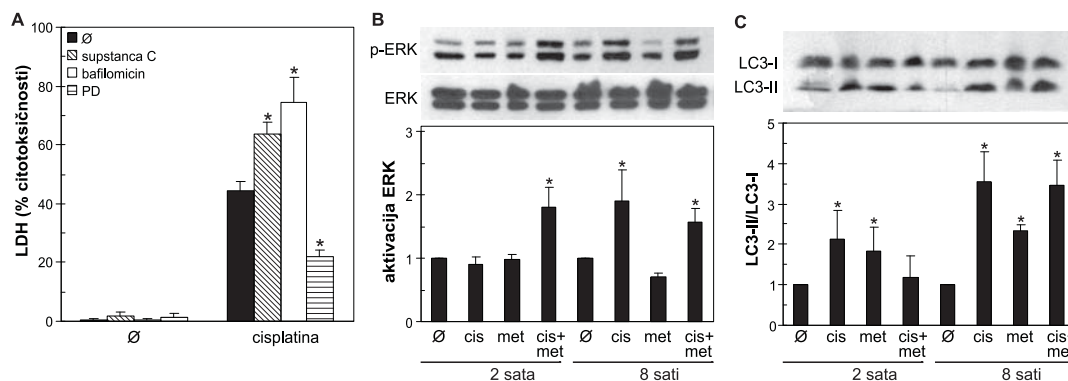 A
100
80
60
40
20
0
LDH (% citotoksičnosti)
Ø
supstanca C
bafilomicin
PD
*
*
*
Ø
cisplatina
B
p-ERK
ERK
3
2
1
0
aktivacija ERK
*
*
*
Ø cis met cis+ met Ø cis met cis+ met
2 sata
8 sati
C
LC3-I
LC3-II
5
4
3
2
1
0
LC3-II/LC3-I
*
*
*
*
*
Ø cis met cis+ met Ø cis met cis+ met
2 sata
8 sati